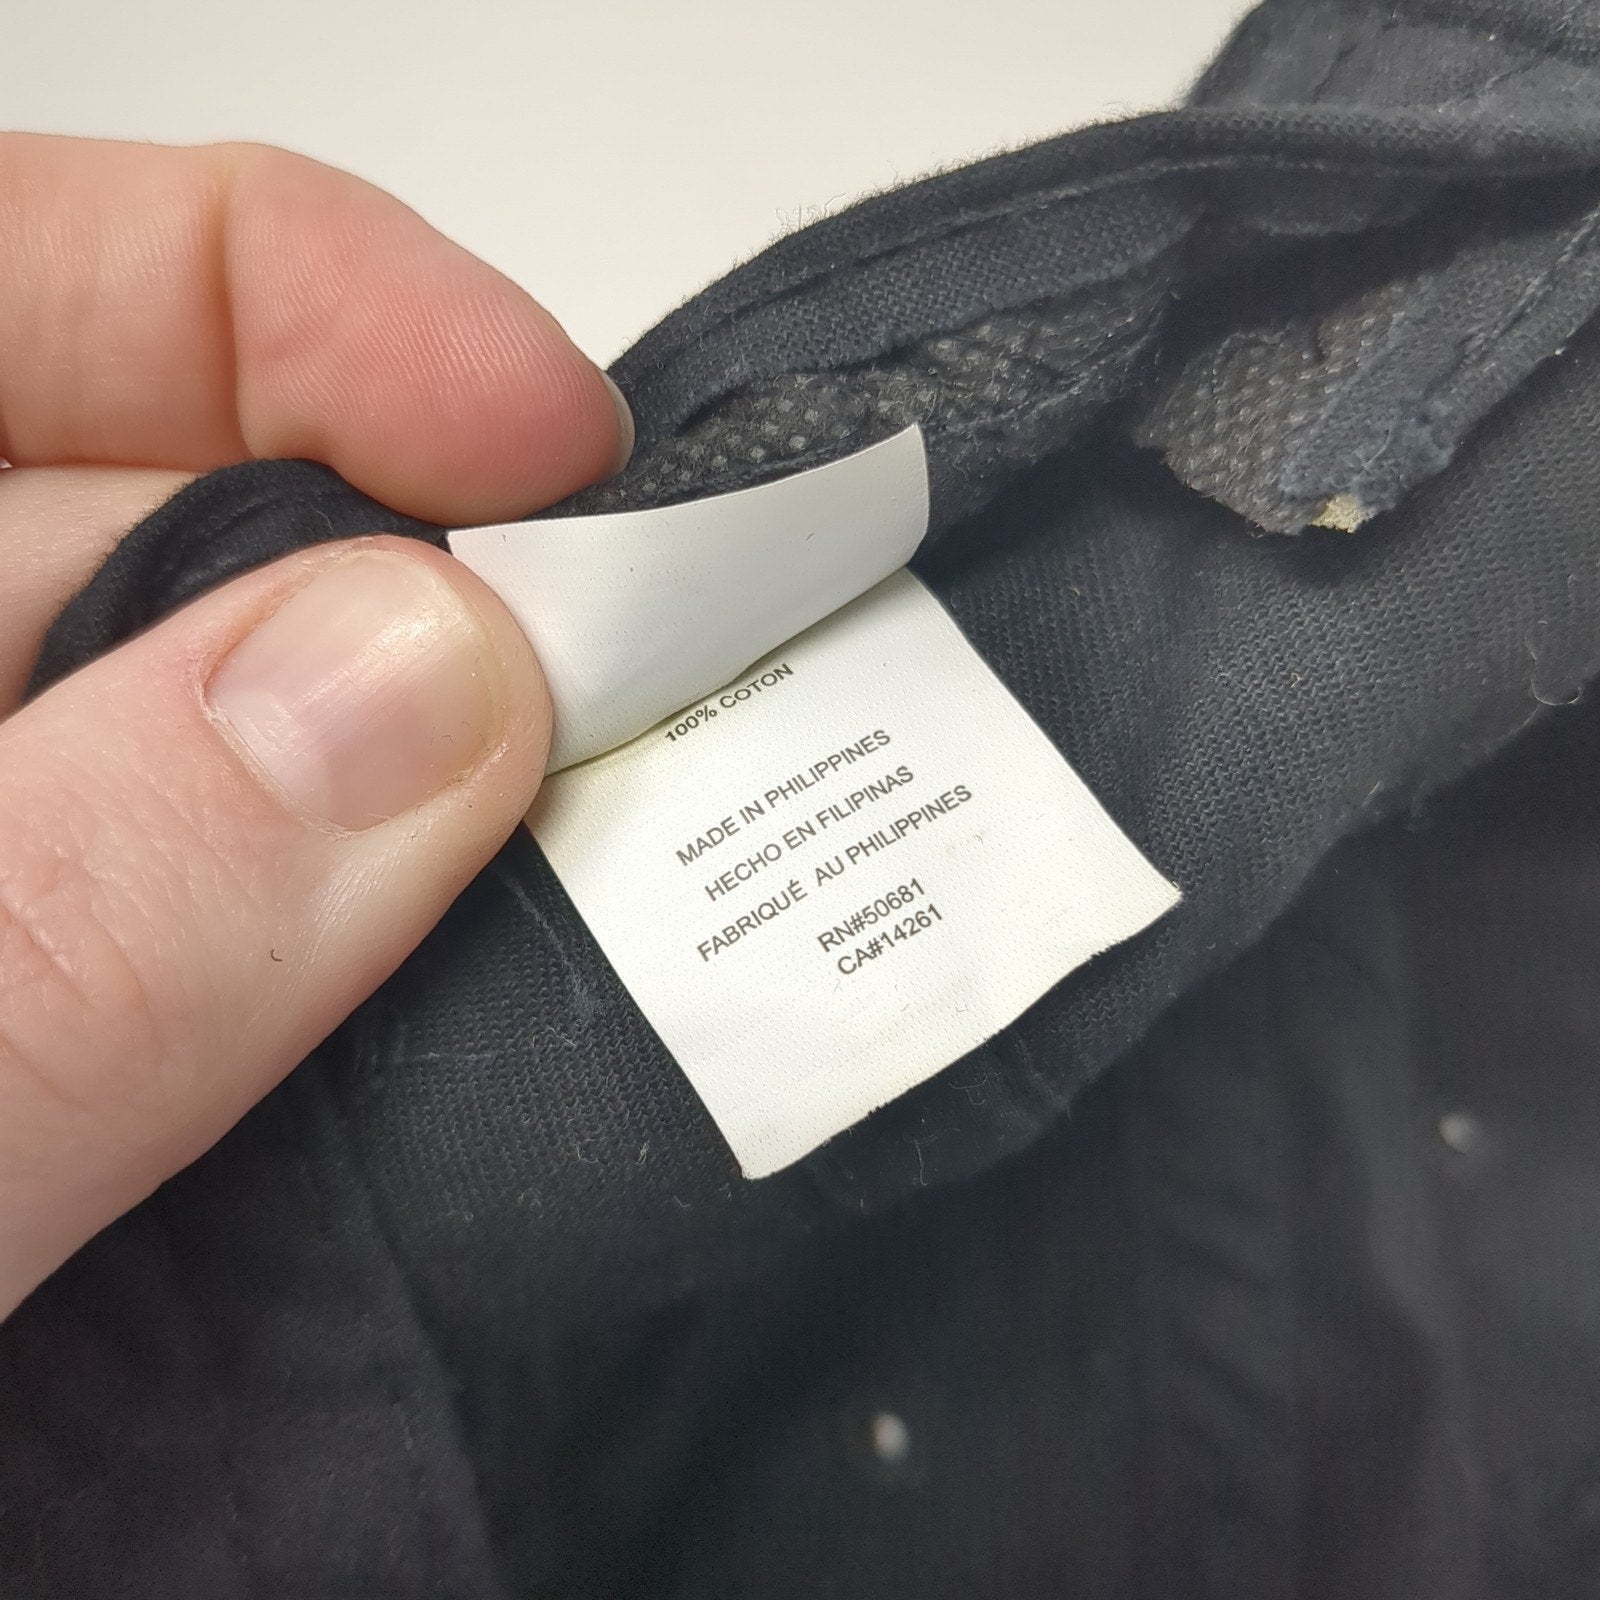 100% COTON
MADE IN PHILIPPINES
HECHO EN FILIPINAS
FABRIQUÉ AU PHILIPPINES
RN#50681
CA#14261